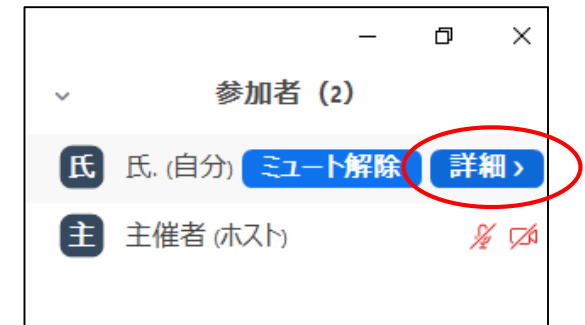 参加者 (2)
氏 氏. (自分) ミュート解除 詳細 ›
主 主催者 (ホスト)